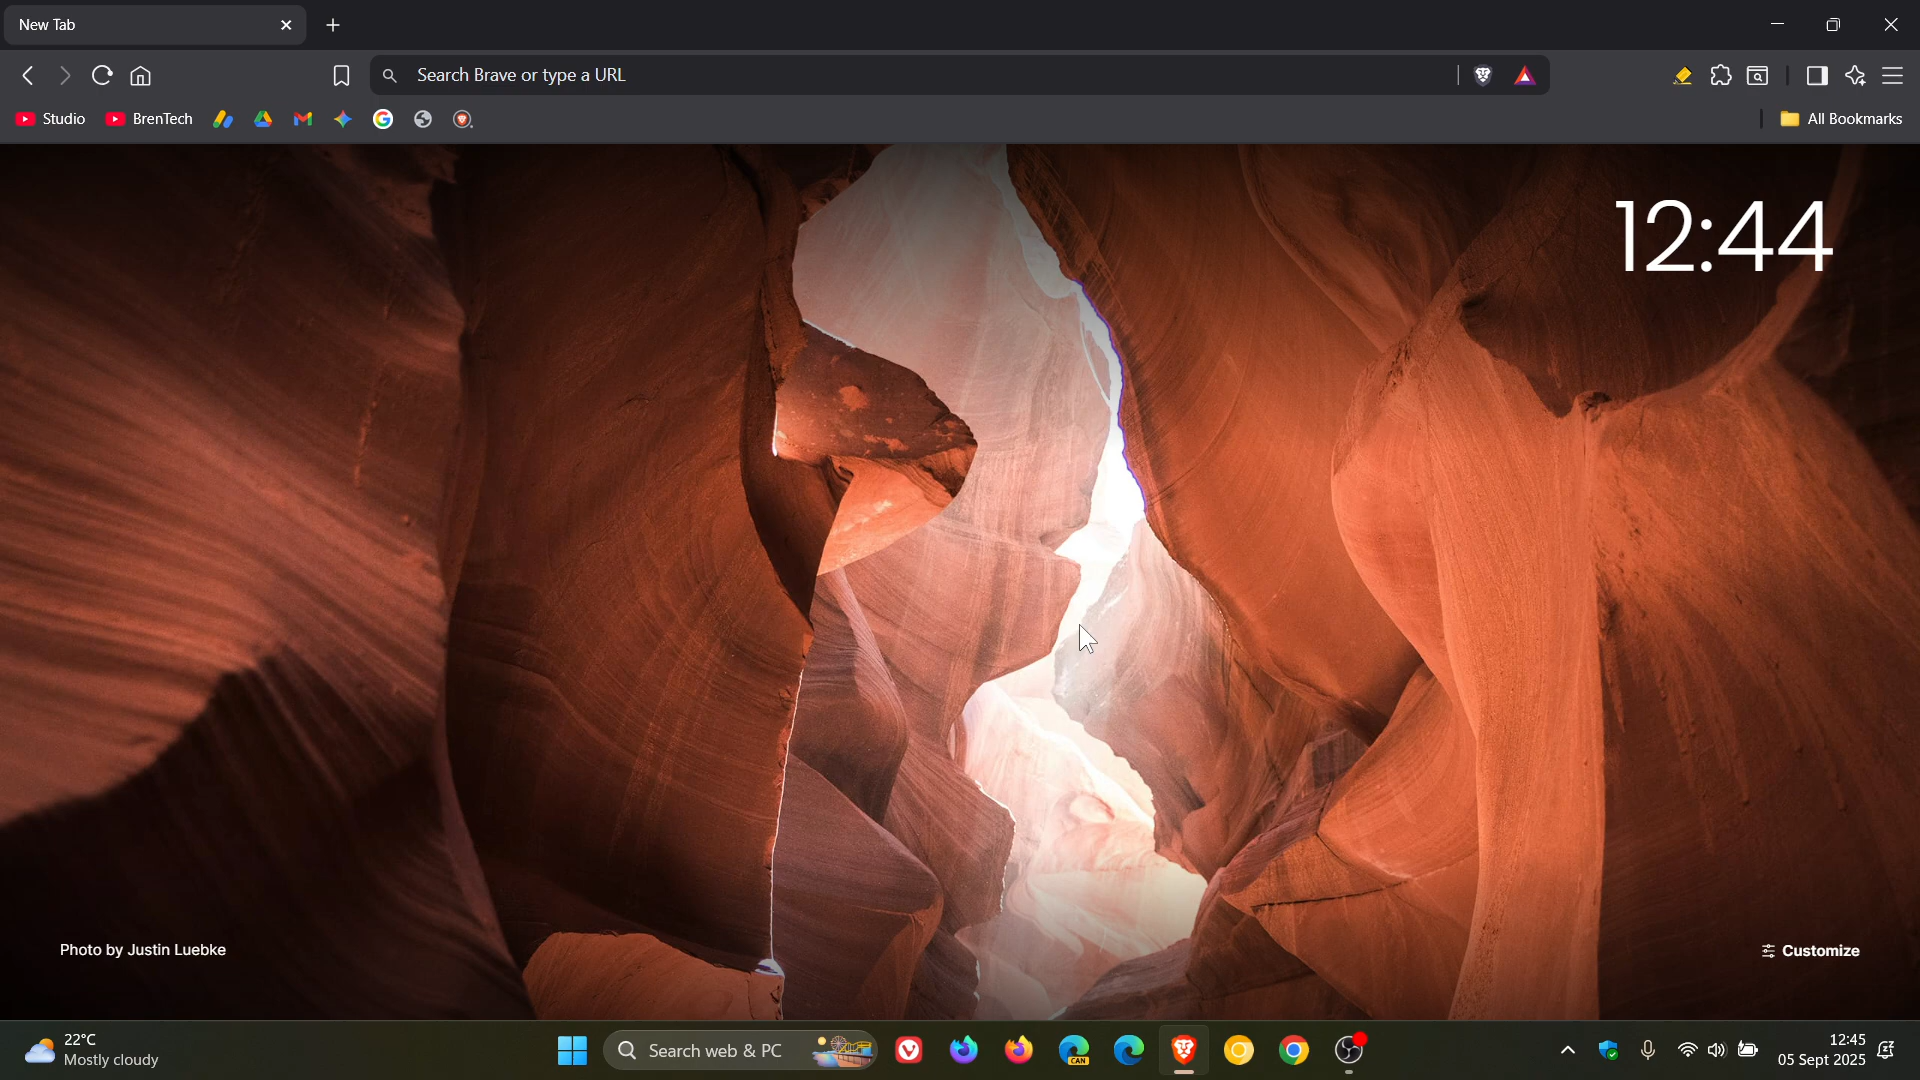 New Tab
Search Brave or type a URL
Studio
BrenTech
All Bookmarks
12:44
Photo by Justin Luebke
Customize
22°C
Mostly cloudy
Search web & PC
CAN
12:45
05 Sept 2025